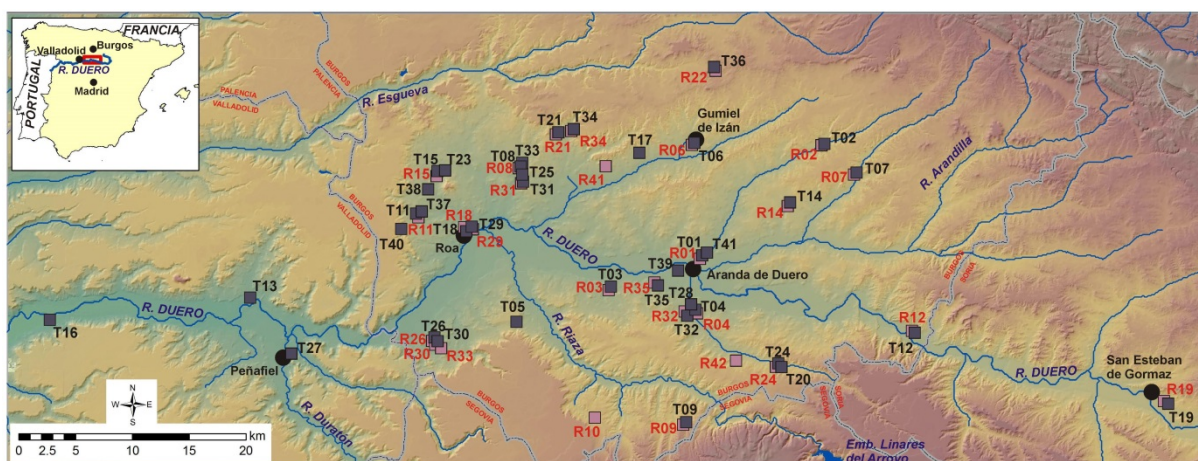 FRANCIA
Burgos
Valladolid
R. DUERO
PORTUGAL
Madrid
PALENCIA
VALLADOLID
BURGOS
PALENCIA
R. Esgueva
T36
R22
T21
T34
R21
R34
T17
Gumiel
de Izán
R06
T06
T02
R02
R. Arandilla
T33
T08
R08
T25
R31
T31
R41
T15
T23
R15
T38
R07
T07
T14
R14
BURGOS
VALLADOLID
T11
T37
R11
T40
R18
T18
T29
R29
Roa
R. DUERO
T01
T41
R01
T39
Aranda de Duero
BURGOS
SORIA
T03
R03
R35
T35
T28
T04
R32
R04
T32
T13
R. DUERO
T16
T05
R. Riaza
R12
T12
T26
R26
T30
R30
R33
T27
Peñafiel
R. Duratón
R42
T24
R24
T20
R. DUERO
San Esteban
de Gormaz
R19
T19
BURGOS
SEGOVIA
BURGOS
SEGOVIA
SORIA
SEGOVIA
R10
T09
R09
Emb. Linares
del Arroyo
N
W
E
S
0 2.5 5 10 15 20
km